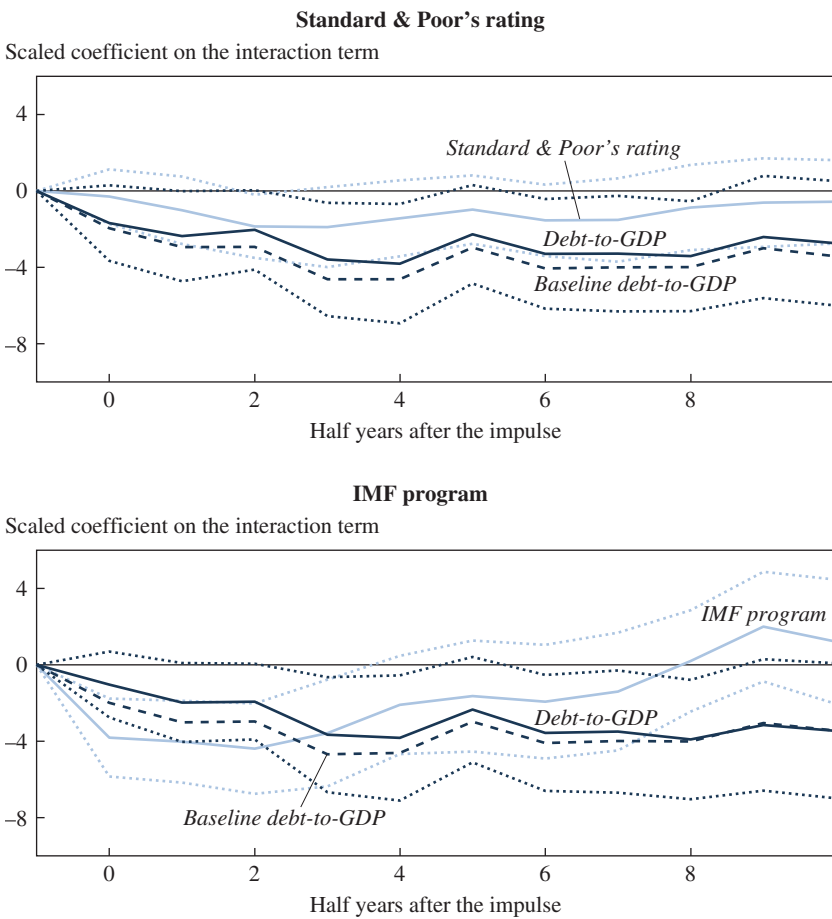 Standard & Poor's rating
Scaled coefficient on the interaction term
4
Standard & Poor's rating
0
Debt-to-GDP
–4
Baseline debt-to-GDP
–8
0 2 4 6 8
Half years after the impulse
IMF program
Scaled coefficient on the interaction term
4
IMF program
0
Debt-to-GDP
–4
–8
Baseline debt-to-GDP
0 2 4 6 8
Half years after the impulse